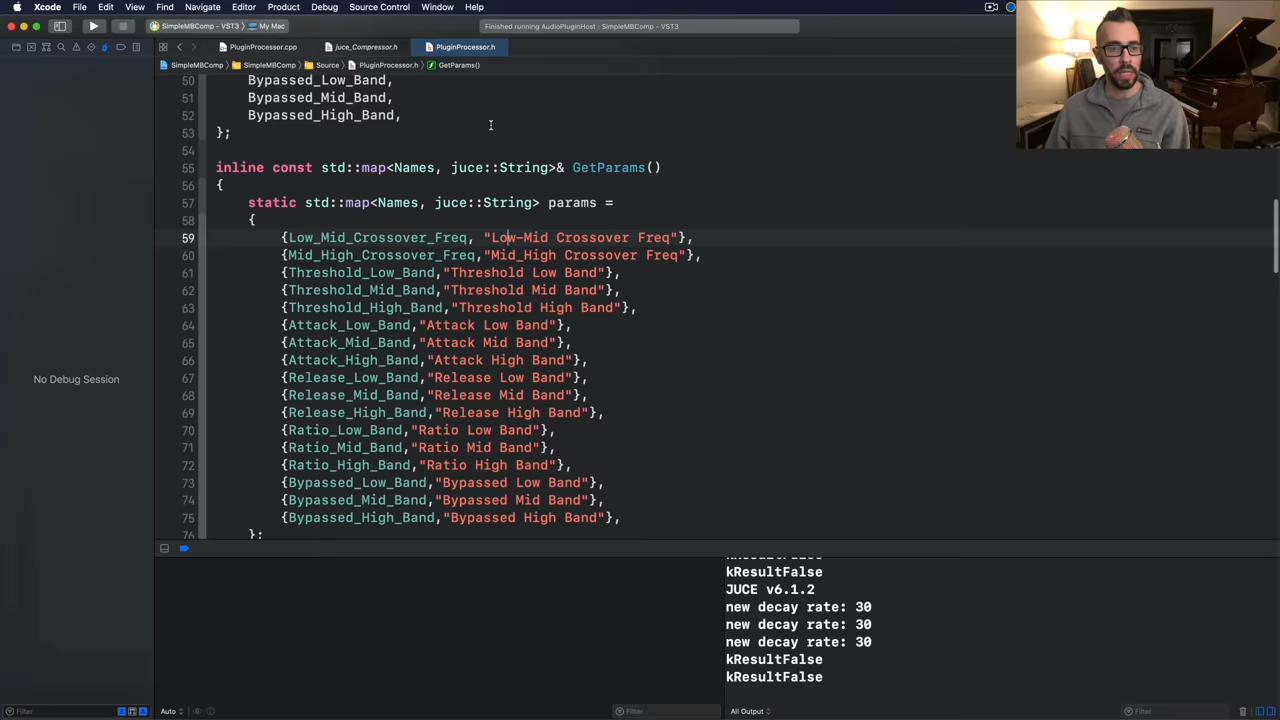 Xcode File Edit View Find Navigate Editor Product Debug Source Control Window Help
SimpleMBComp - VST3 My Mac
Finished running AudioPluginHost : SimpleMBComp - VST3
PluginProcessor.cpp juce_Compressor.h PluginProcessor.h
SimpleMBComp SimpleMBComp Source PluginProcessor.h GetParams()
50 Bypassed_Low_Band,
51 Bypassed_Mid_Band,
52 Bypassed_High_Band,
53 };
54
55 inline const std::map<Names, juce::String>& GetParams()
56 {
57 static std::map<Names, juce::String> params =
58 {
59 {Low_Mid_Crossover_Freq, "Low-Mid Crossover Freq"},
60 {Mid_High_Crossover_Freq,"Mid_High Crossover Freq"},
61 {Threshold_Low_Band,"Threshold Low Band"},
62 {Threshold_Mid_Band,"Threshold Mid Band"},
63 {Threshold_High_Band,"Threshold High Band"},
64 {Attack_Low_Band,"Attack Low Band"},
65 {Attack_Mid_Band,"Attack Mid Band"},
66 {Attack_High_Band,"Attack High Band"},
67 {Release_Low_Band,"Release Low Band"},
68 {Release_Mid_Band,"Release Mid Band"},
69 {Release_High_Band,"Release High Band"},
70 {Ratio_Low_Band,"Ratio Low Band"},
71 {Ratio_Mid_Band,"Ratio Mid Band"},
72 {Ratio_High_Band,"Ratio High Band"},
73 {Bypassed_Low_Band,"Bypassed Low Band"},
74 {Bypassed_Mid_Band,"Bypassed Mid Band"},
75 {Bypassed_High_Band,"Bypassed High Band"},
76 };
No Debug Session
kResultFalse
kResultFalse
JUCE v6.1.2
new decay rate: 30
new decay rate: 30
new decay rate: 30
kResultFalse
kResultFalse
Filter
Auto
Filter
All Output
Filter